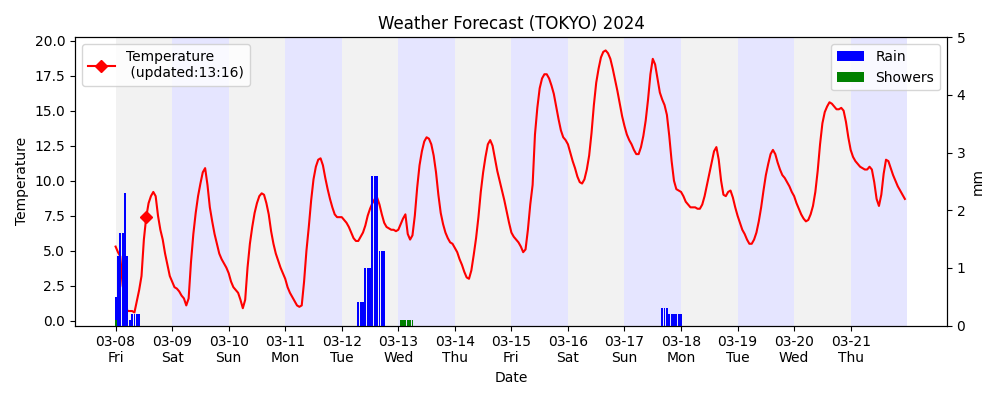 Weather Forecast (TOKYO) 2024
Temperature
(updated:13:16)
Rain
Showers
20.0
17.5
15.0
12.5
10.0
7.5
5.0
2.5
0.0
Temperature
5
4
3
2
1
0
mm
03-08 03-09 03-10 03-11 03-12 03-13 03-14 03-15 03-16 03-17 03-18 03-19 03-20 03-21
Fri Sat Sun Mon Tue Wed Thu Fri Sat Sun Mon Tue Wed Thu
Date